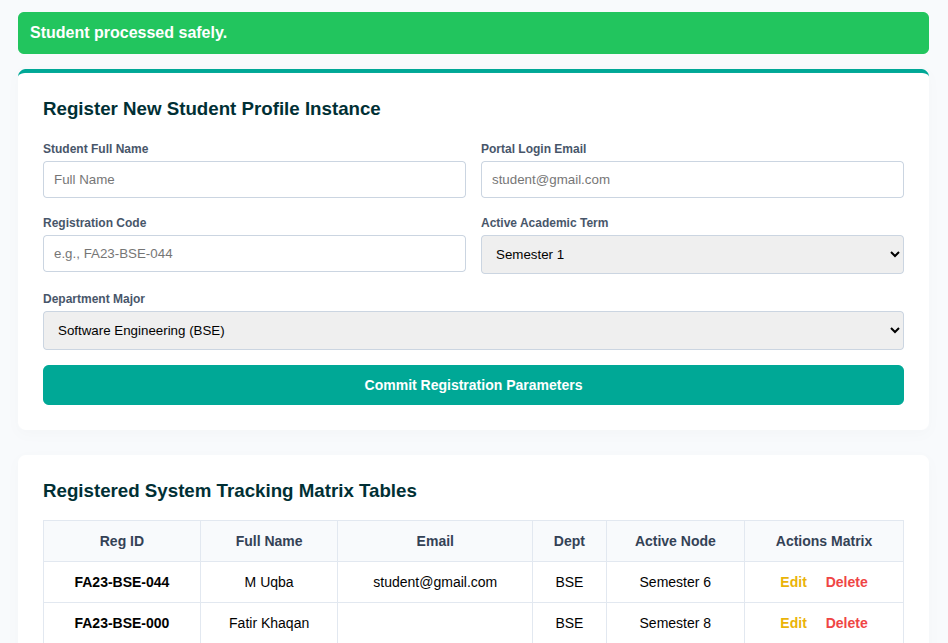 Student processed safely.
Register New Student Profile Instance
Student Full Name Portal Login Email
Full Name student@gmail.com
Registration Code Active Academic Term
e.g., FA23-BSE-044 Semester 1
Department Major
Software Engineering (BSE)
Commit Registration Parameters
Registered System Tracking Matrix Tables
Reg ID Full Name Email Dept Active Node Actions Matrix
FA23-BSE-044 M Uqba student@gmail.com BSE Semester 6 Edit Delete
FA23-BSE-000 Fatir Khaqan BSE Semester 8 Edit Delete